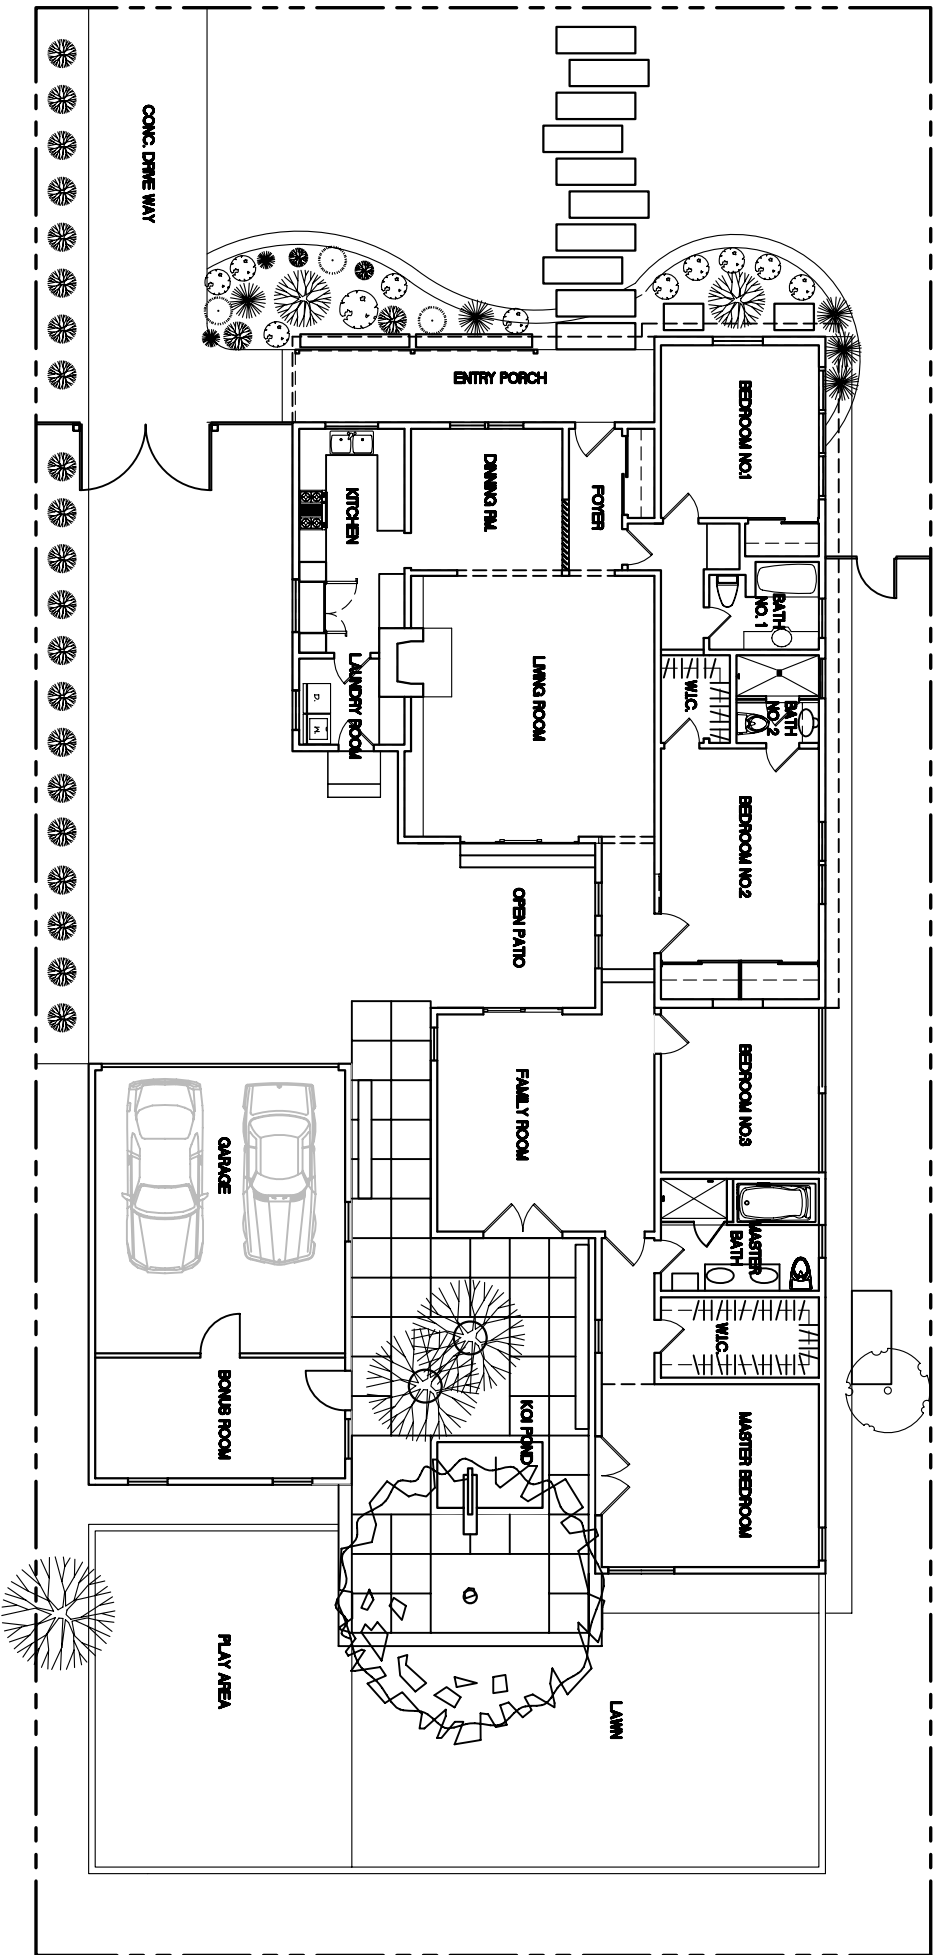 CONC. DRIVE WAY
ENTRY PORCH
BEDROOM NO.1
KITCHEN
DINNING RM.
FOYER
BATH
NO. 1
LIVING ROOM
LAUNDRY ROOM
D.
W.
W.I.C.
BATH
NO.2
BEDROOM NO.2
OPEN PATIO
FAMILY ROOM
BEDROOM NO.3
GARAGE
MASTER
BATH
W.I.C.
BONUS ROOM
KOI POND
MASTER BEDROOM
PLAY AREA
LAWN